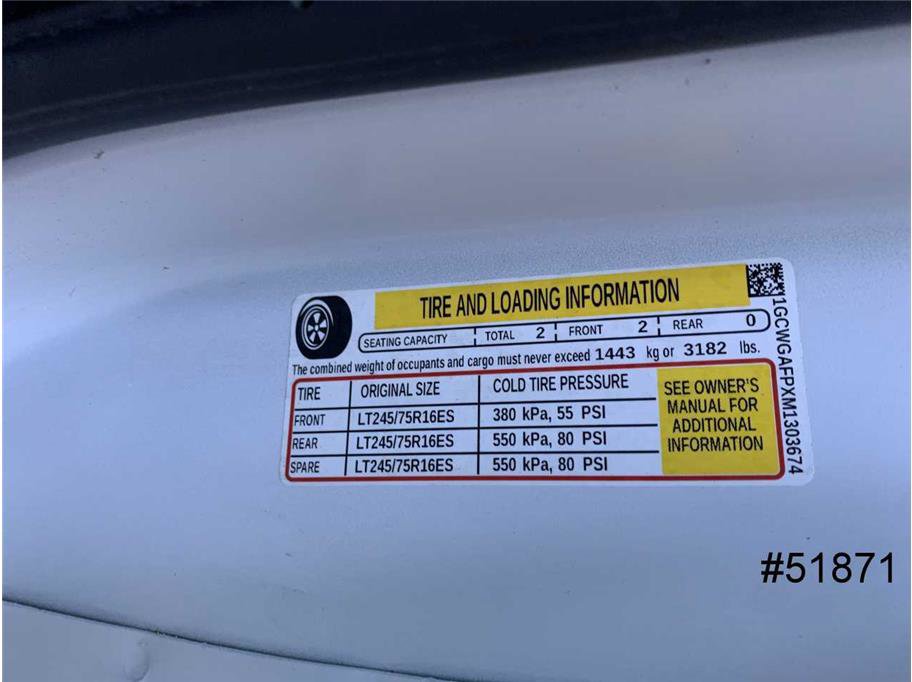 TIRE AND LOADING INFORMATION
SEATING CAPACITY TOTAL 2 FRONT 2 REAR 0
The combined weight of occupants and cargo must never exceed 1443 kg or 3182 lbs.
TIRE ORIGINAL SIZE COLD TIRE PRESSURE
FRONT LT245/75R16ES 380 kPa, 55 PSI
REAR LT245/75R16ES 550 kPa, 80 PSI
SPARE LT245/75R16ES 550 kPa, 80 PSI
SEE OWNER'S
MANUAL FOR
ADDITIONAL
INFORMATION
1GCWGAFPXM1303674
#51871